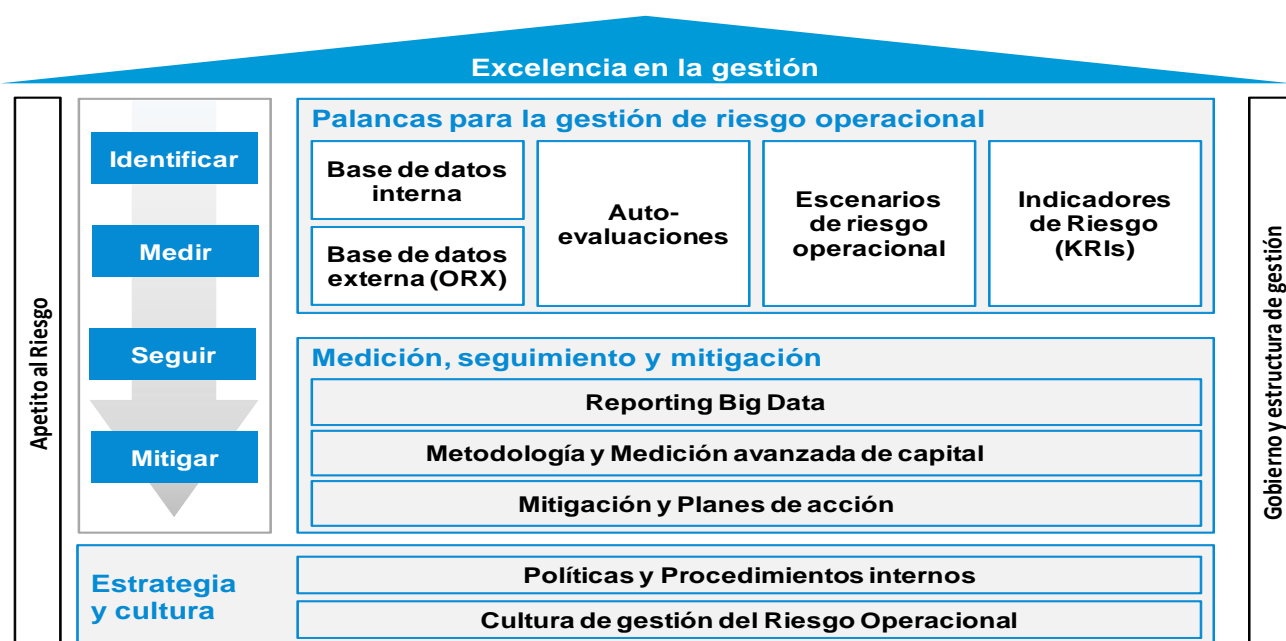 Excelencia en la gestión
Apetito al Riesgo
Identificar
Medir
Seguir
Mitigar
Palancas para la gestión de riesgo operacional
Base de datos
interna
Base de datos
externa (ORX)
Auto-
evaluaciones
Escenarios
de riesgo
operacional
Indicadores
de Riesgo
(KRIs)
Medición, seguimiento y mitigación
Reporting Big Data
Metodología y Medición avanzada de capital
Mitigación y Planes de acción
Estrategia
y cultura
Políticas y Procedimientos internos
Cultura de gestión del Riesgo Operacional
Gobierno y estructura de gestión